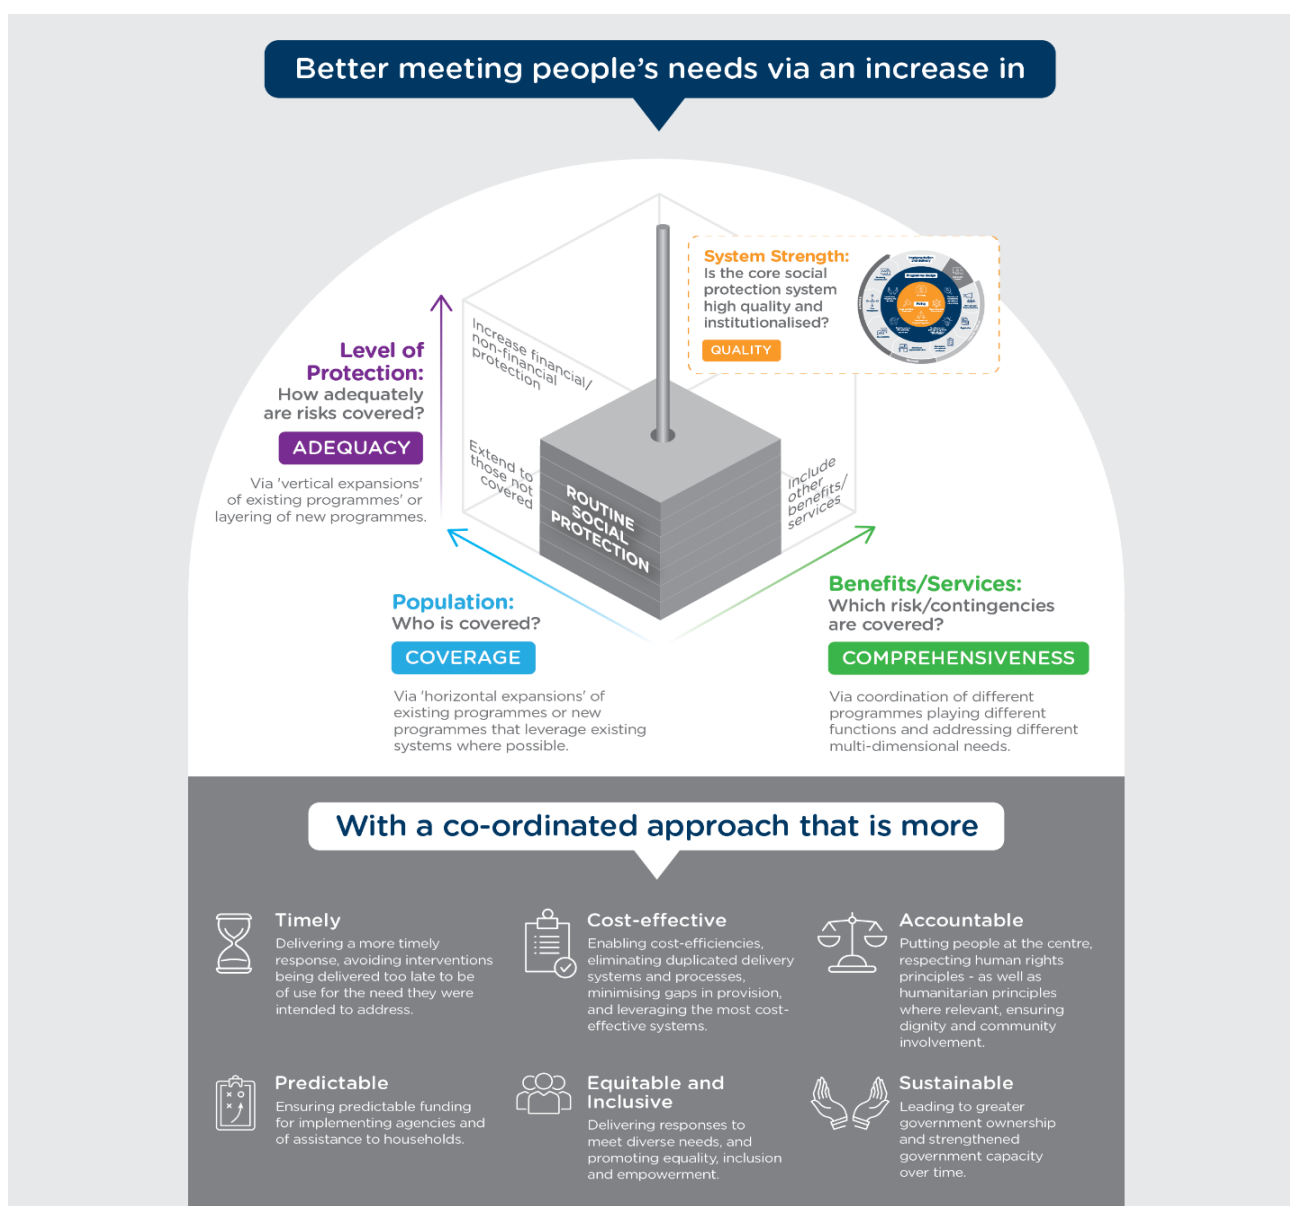 Better meeting people's needs via an increase in
System Strength:
Is the core social
protection system
high quality and
institutionalised?
QUALITY
Increase financial/
non-financial
protection
Level of
Protection:
How adequately
are risks covered?
ADEQUACY
Via 'vertical expansions'
of existing programmes' or
layering of new programmes.
Extend to
those not
covered
ROUTINE
SOCIAL
PROTECTION
Include
other
benefits/
services
Population:
Who is covered?
COVERAGE
Via 'horizontal expansions' of
existing programmes or new
programmes that leverage existing
systems where possible.
Benefits/Services:
Which risk/contingencies
are covered?
COMPREHENSIVENESS
Via coordination of different
programmes playing different
functions and addressing different
multi-dimensional needs.
With a co-ordinated approach that is more
Timely
Delivering a more timely
response, avoiding interventions
being delivered too late to be
of use for the need they were
intended to address.
Cost-effective
Enabling cost-efficiencies,
eliminating duplicated delivery
systems and processes,
minimising gaps in provision,
and leveraging the most cost-
effective systems.
Accountable
Putting people at the centre,
respecting human rights
principles - as well as
humanitarian principles
where relevant, ensuring
dignity and community
involvement.
Predictable
Ensuring predictable funding
for implementing agencies and
of assistance to households.
Equitable and
Inclusive
Delivering responses to
meet diverse needs, and
promoting equality, inclusion
and empowerment.
Sustainable
Leading to greater
government ownership
and strengthened
government capacity
over time.